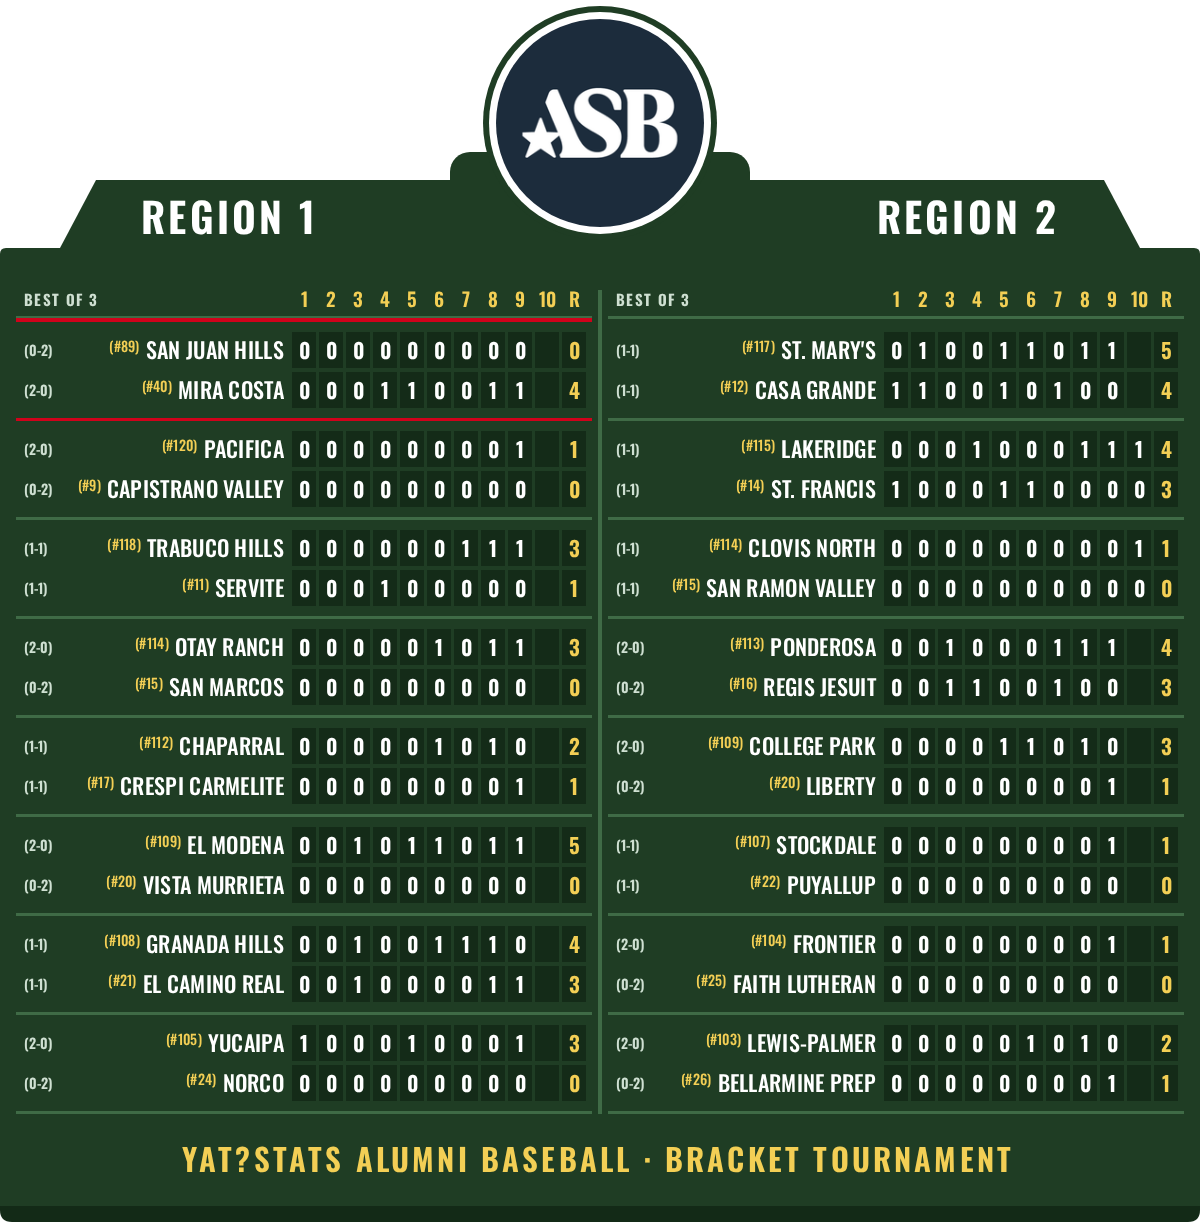 ASB
REGION 1
REGION 2
BEST OF 3 1 2 3 4 5 6 7 8 9 10 R
(0-2) (#89) SAN JUAN HILLS 0 0 0 0 0 0 0 0 0 0
(2-0) (#40) MIRA COSTA 0 0 0 1 1 0 0 1 1 4
(2-0) (#120) PACIFICA 0 0 0 0 0 0 0 0 1 1
(0-2) (#9) CAPISTRANO VALLEY 0 0 0 0 0 0 0 0 0 0
(1-1) (#118) TRABUCO HILLS 0 0 0 0 0 0 1 1 1 3
(1-1) (#11) SERVITE 0 0 0 1 0 0 0 0 0 1
(2-0) (#114) OTAY RANCH 0 0 0 0 0 1 0 1 1 3
(0-2) (#15) SAN MARCOS 0 0 0 0 0 0 0 0 0 0
(1-1) (#112) CHAPARRAL 0 0 0 0 0 1 0 1 0 2
(1-1) (#17) CRESPI CARMELITE 0 0 0 0 0 0 0 0 1 1
(2-0) (#109) EL MODENA 0 0 1 0 1 1 0 1 1 5
(0-2) (#20) VISTA MURRIETA 0 0 0 0 0 0 0 0 0 0
(1-1) (#108) GRANADA HILLS 0 0 1 0 0 1 1 1 0 4
(1-1) (#21) EL CAMINO REAL 0 0 1 0 0 0 0 1 1 3
(2-0) (#105) YUCAIPA 1 0 0 0 1 0 0 0 1 3
(0-2) (#24) NORCO 0 0 0 0 0 0 0 0 0 0
BEST OF 3 1 2 3 4 5 6 7 8 9 10 R
(1-1) (#117) ST. MARY'S 0 1 0 0 1 1 0 1 1 5
(1-1) (#12) CASA GRANDE 1 1 0 0 1 0 1 0 0 4
(1-1) (#115) LAKERIDGE 0 0 0 1 0 0 0 1 1 1 4
(1-1) (#14) ST. FRANCIS 1 0 0 0 1 1 0 0 0 0 3
(1-1) (#114) CLOVIS NORTH 0 0 0 0 0 0 0 0 0 1 1
(1-1) (#15) SAN RAMON VALLEY 0 0 0 0 0 0 0 0 0 0 0
(2-0) (#113) PONDEROSA 0 0 1 0 0 0 1 1 1 4
(0-2) (#16) REGIS JESUIT 0 0 1 1 0 0 1 0 0 3
(2-0) (#109) COLLEGE PARK 0 0 0 0 1 1 0 1 0 3
(0-2) (#20) LIBERTY 0 0 0 0 0 0 0 0 1 1
(1-1) (#107) STOCKDALE 0 0 0 0 0 0 0 0 1 1
(1-1) (#22) PUYALLUP 0 0 0 0 0 0 0 0 0 0
(2-0) (#104) FRONTIER 0 0 0 0 0 0 0 0 1 1
(0-2) (#25) FAITH LUTHERAN 0 0 0 0 0 0 0 0 0 0
(2-0) (#103) LEWIS-PALMER 0 0 0 0 0 1 0 1 0 2
(0-2) (#26) BELLARMINE PREP 0 0 0 0 0 0 0 0 1 1
YAT?STATS ALUMNI BASEBALL · BRACKET TOURNAMENT